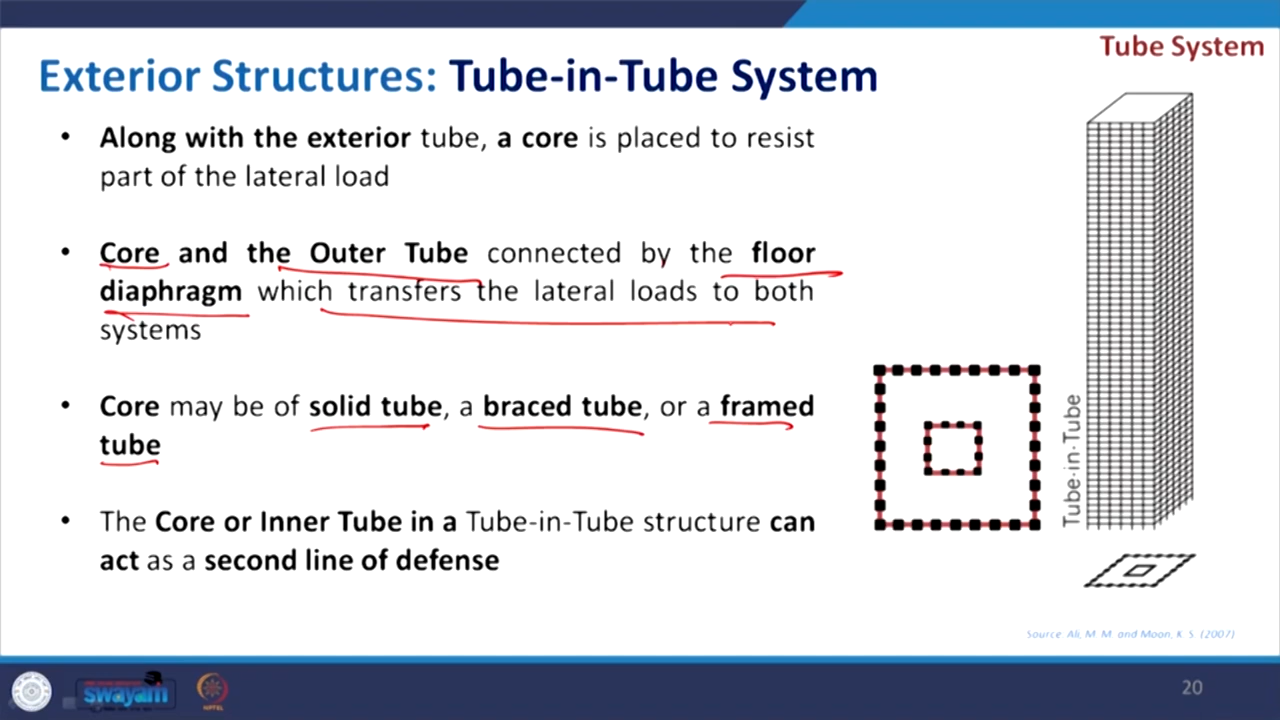 Tube System
Exterior Structures: Tube-in-Tube System
• Along with the exterior tube, a core is placed to resist
part of the lateral load
• Core and the Outer Tube connected by the floor
diaphragm which transfers the lateral loads to both
systems
• Core may be of solid tube, a braced tube, or a framed
tube
• The Core or Inner Tube in a Tube-in-Tube structure can
act as a second line of defense
Tube-in-Tube
Source: Ali, M. M. and Moon, K. S. (2007)
swayam
20